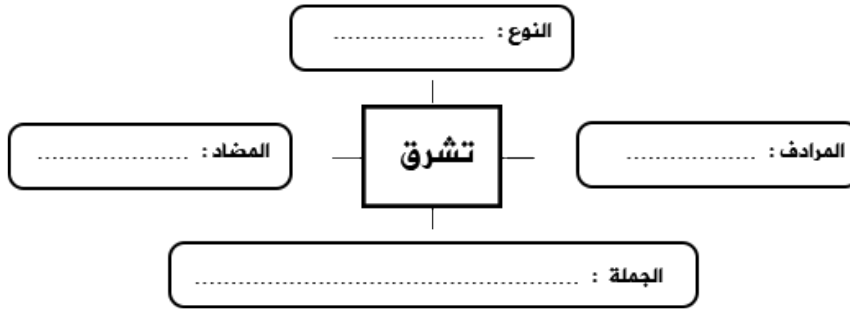 النوع : ....................
المرادف : .................
تشرق
المضاد : ....................
الجملة : ..................................................